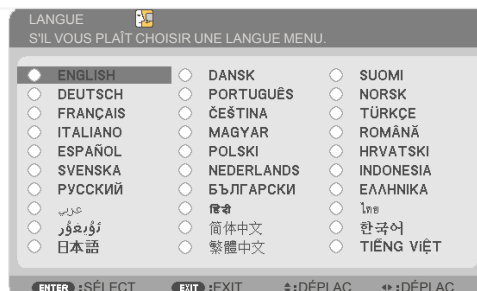 LANGUE
S'IL VOUS PLAÎT CHOISIR UNE LANGUE MENU.
ENGLISH DANSK SUOMI
DEUTSCH PORTUGUÊS NORSK
FRANÇAIS ČEŠTINA TÜRKÇE
ITALIANO MAGYAR ROMÂNĂ
ESPAÑOL POLSKI HRVATSKI
SVENSKA NEDERLANDS INDONESIA
РУССКИЙ БЪЛГАРСКИ ΕΛΛΗΝΙΚΑ
عربي हिंदी ไทย
ئۇيغۇر 简体中文 한국어
日本語 繁體中文 TIẾNG VIỆT
ENTER :SÉLECT EXIT :EXIT :DÉPLAC :DÉPLAC